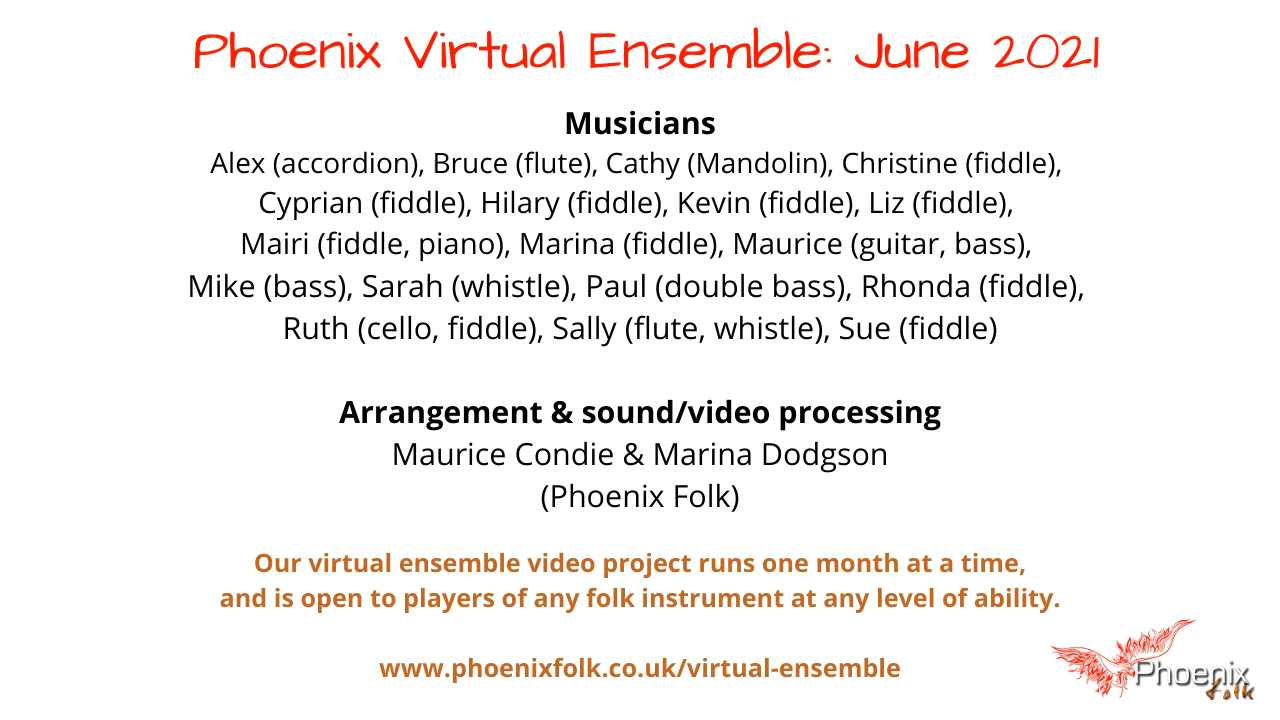 Phoenix Virtual Ensemble: June 2021
Musicians
Alex (accordion), Bruce (flute), Cathy (Mandolin), Christine (fiddle),
Cyprian (fiddle), Hilary (fiddle), Kevin (fiddle), Liz (fiddle),
Mairi (fiddle, piano), Marina (fiddle), Maurice (guitar, bass),
Mike (bass), Sarah (whistle), Paul (double bass), Rhonda (fiddle),
Ruth (cello, fiddle), Sally (flute, whistle), Sue (fiddle)
Arrangement & sound/video processing
Maurice Condie & Marina Dodgson
(Phoenix Folk)
Our virtual ensemble video project runs one month at a time,
and is open to players of any folk instrument at any level of ability.
www.phoenixfolk.co.uk/virtual-ensemble
Phoenix
folk